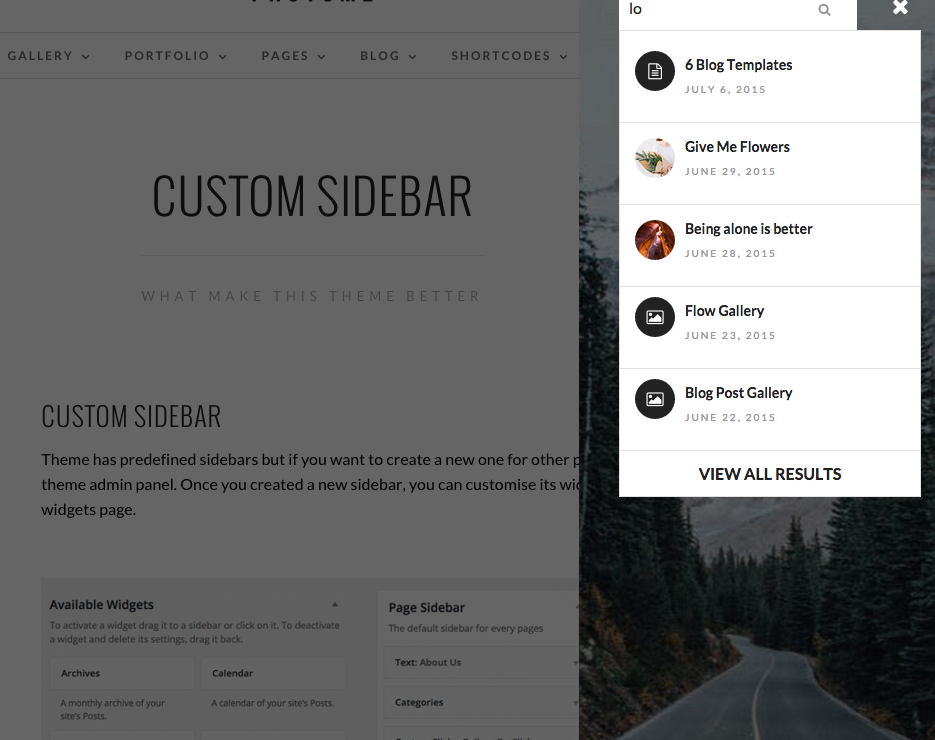 lo
GALLERY PORTFOLIO PAGES BLOG SHORTCODES
6 Blog Templates
JULY 6, 2015
Give Me Flowers
JUNE 29, 2015
Being alone is better
JUNE 28, 2015
Flow Gallery
JUNE 23, 2015
Blog Post Gallery
JUNE 22, 2015
VIEW ALL RESULTS
CUSTOM SIDEBAR
WHAT MAKE THIS THEME BETTER
CUSTOM SIDEBAR
Theme has predefined sidebars but if you want to create a new one for other
theme admin panel. Once you created a new sidebar, you can customise its
widgets page.
Available Widgets
To activate a widget drag it to a sidebar or click on it. To deactivate
a widget and delete its settings, drag it back.
Archives
Calendar
A monthly archive of your
site's Posts.
A calendar of your site's Posts.
Page Sidebar
The default sidebar for every pages
Text: About Us
Categories